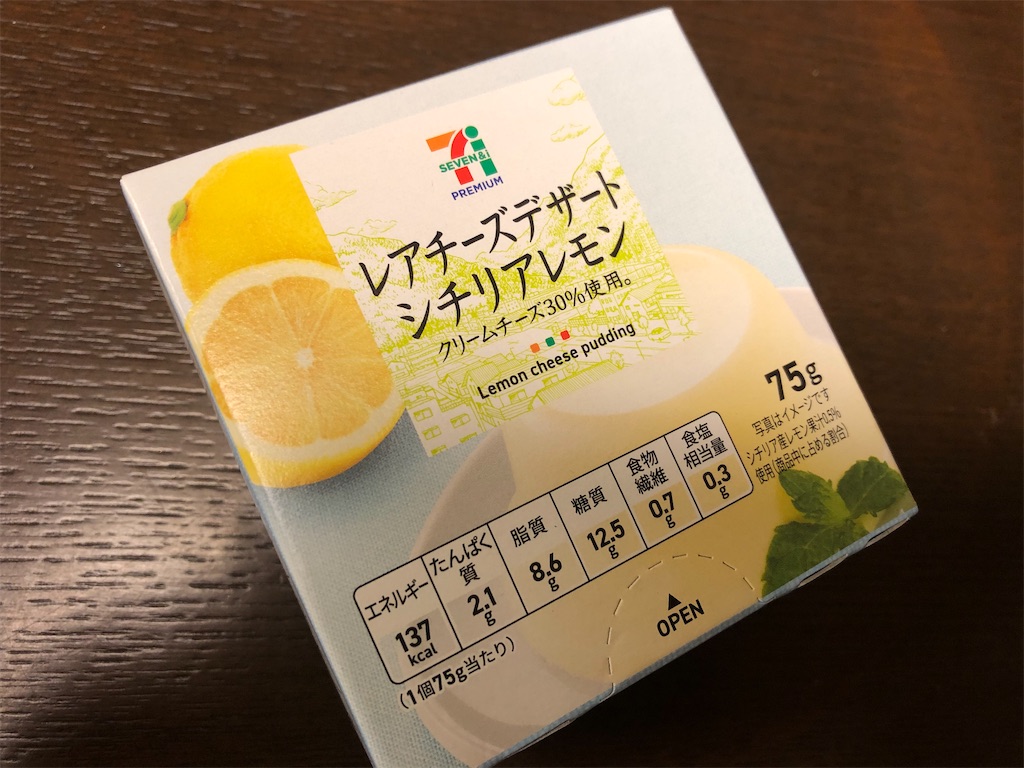 SEVEN&i
PREMIUM
レアチーズデザート
シチリアレモン
クリームチーズ30%使用。
Lemon cheese pudding
75g
写真はイメージです
シチリア産レモン果汁0.5%
使用(商品中に占める割合)
エネルギー 137 kcal
たんぱく質 2.1 g
脂質 8.6 g
糖質 12.5 g
食物繊維 0.7 g
食塩相当量 0.3 g
(1個75g当たり)
▲
OPEN